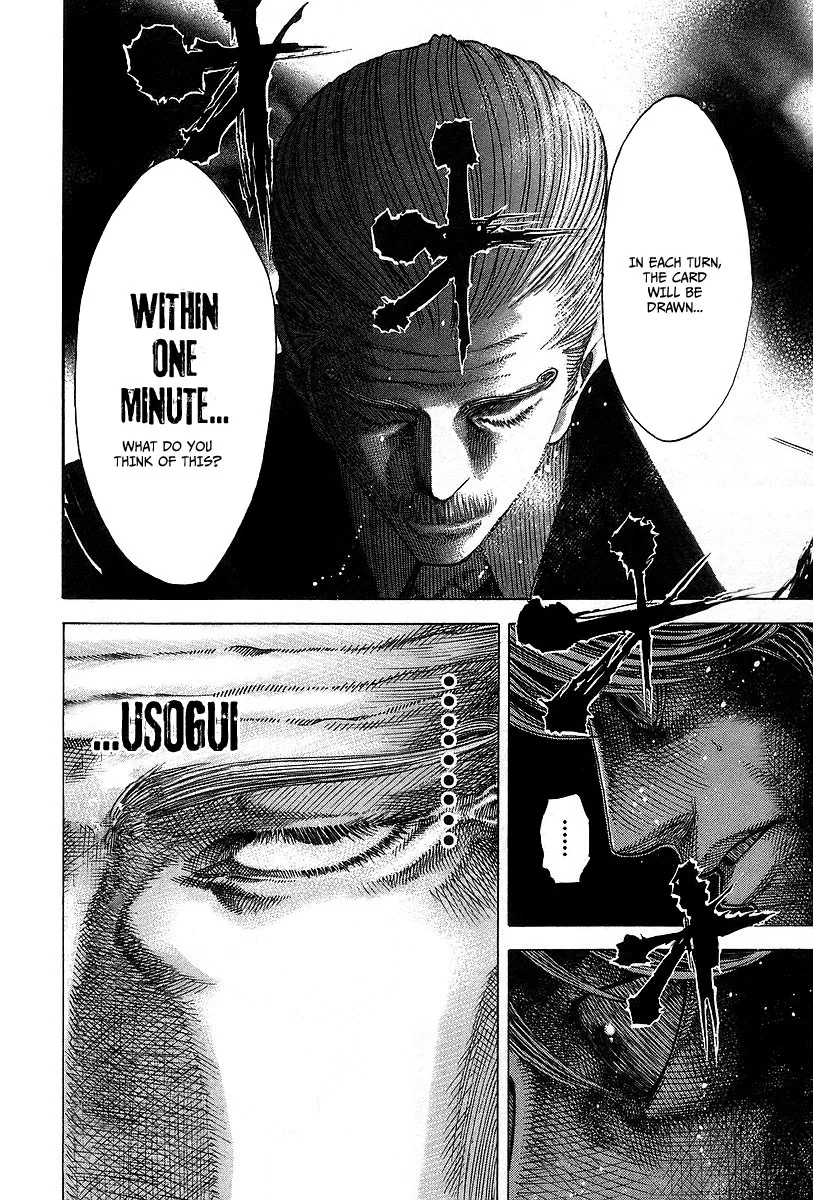 IN EACH TURN,
THE CARD
WILL BE
DRAWN...
WITHIN
ONE
MINUTE...
WHAT DO YOU
THINK OF THIS?
........
...USOGUI